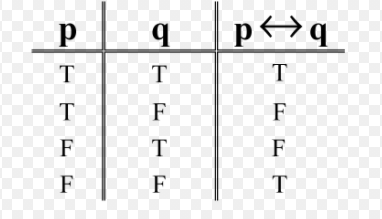 p q p ↔ q
T T T
T F F
F T F
F F T